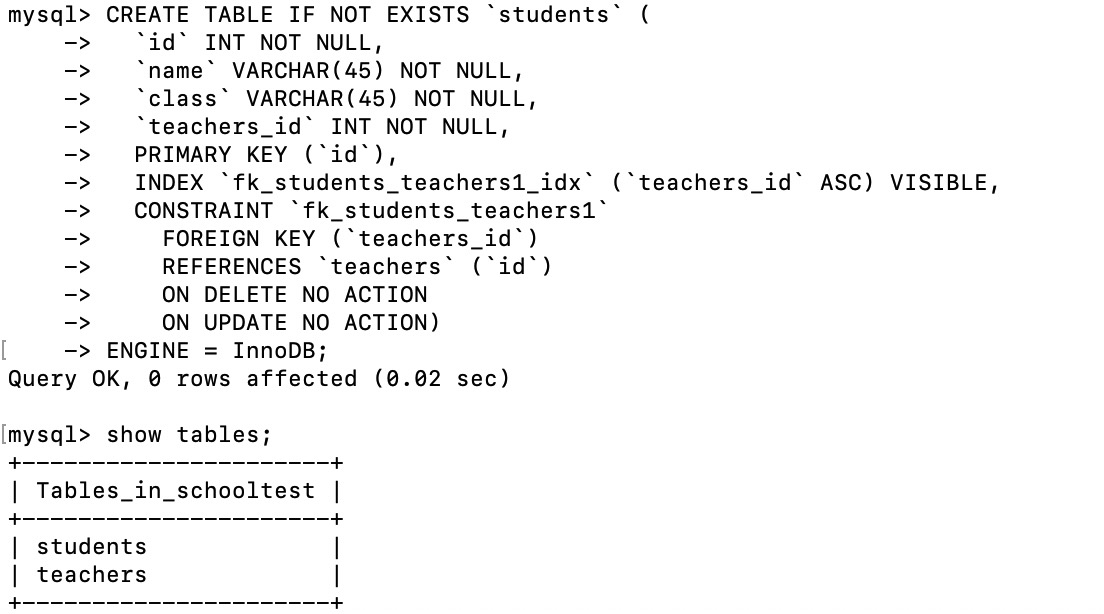 mysql> CREATE TABLE IF NOT EXISTS `students` (
    ->   `id` INT NOT NULL,
    ->   `name` VARCHAR(45) NOT NULL,
    ->   `class` VARCHAR(45) NOT NULL,
    ->   `teachers_id` INT NOT NULL,
    ->   PRIMARY KEY (`id`),
    ->   INDEX `fk_students_teachers1_idx` (`teachers_id` ASC) VISIBLE,
    ->   CONSTRAINT `fk_students_teachers1`
    ->     FOREIGN KEY (`teachers_id`)
    ->     REFERENCES `teachers` (`id`)
    ->     ON DELETE NO ACTION
    ->     ON UPDATE NO ACTION)
[    -> ENGINE = InnoDB;
Query OK, 0 rows affected (0.02 sec)

[mysql> show tables;
+----------------------+
| Tables_in_schooltest |
+----------------------+
| students             |
| teachers             |
+----------------------+